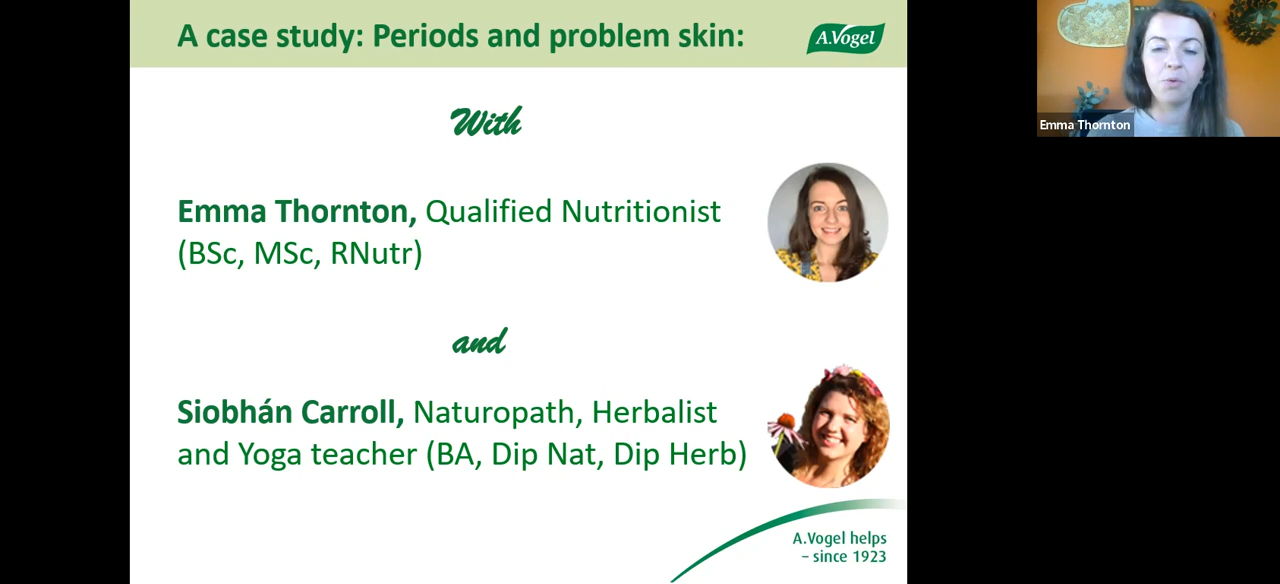 A case study: Periods and problem skin:
A.Vogel
Emma Thornton
With
Emma Thornton, Qualified Nutritionist
(BSc, MSc, RNutr)
and
Siobhán Carroll, Naturopath, Herbalist
and Yoga teacher (BA, Dip Nat, Dip Herb)
A.Vogel helps
– since 1923